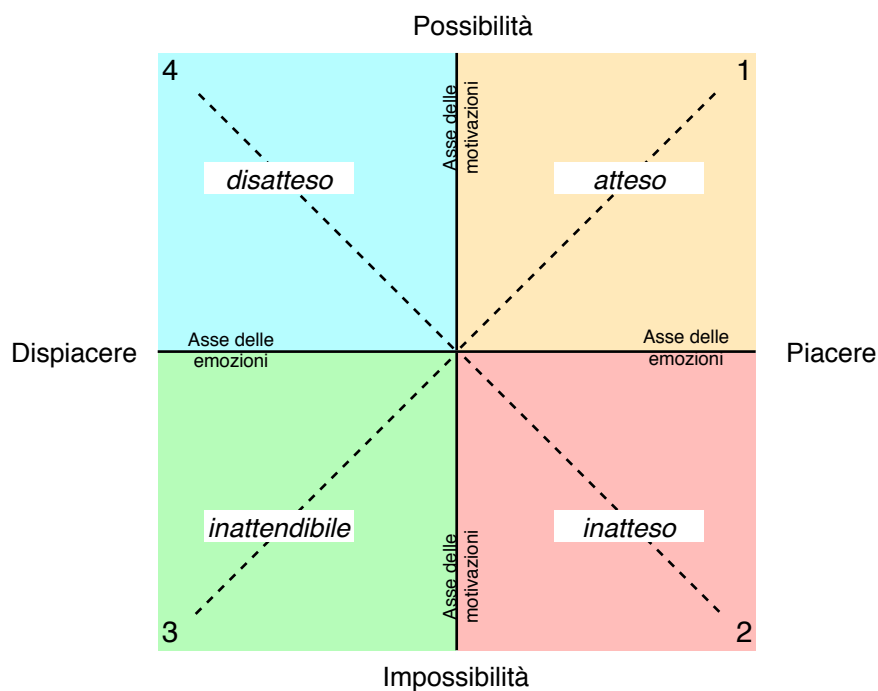 Possibilità
4
1
Asse delle
motivazioni
disatteso
atteso
Asse delle
emozioni
Asse delle
emozioni
Dispiacere
Piacere
inattendibile
inatteso
Asse delle
motivazioni
3
2
Impossibilità